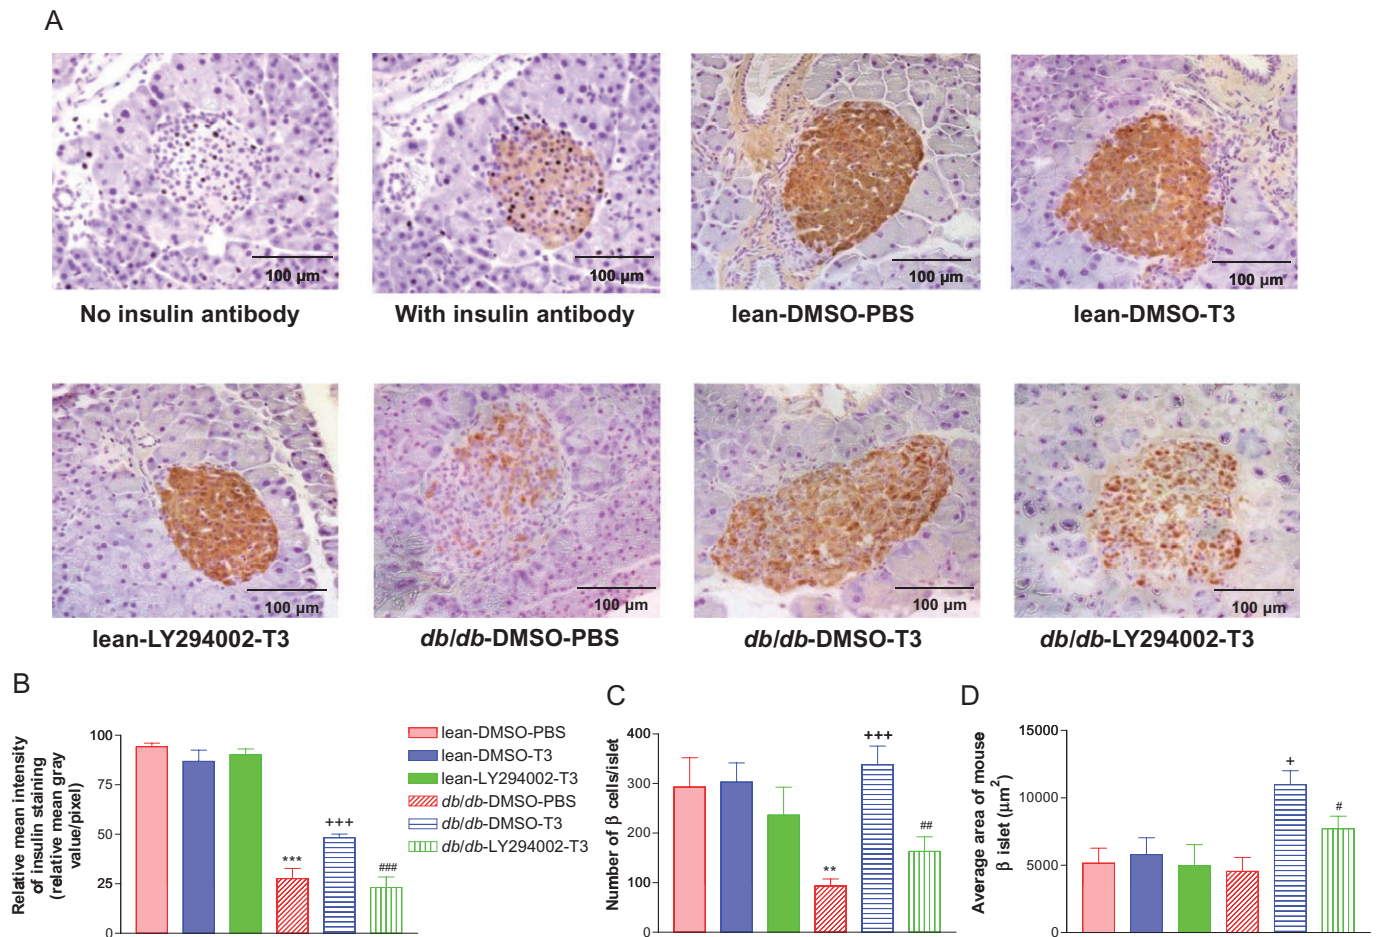 A
100 µm
100 µm
100 µm
100 µm
No insulin antibody
With insulin antibody
lean-DMSO-PBS
lean-DMSO-T3
100 µm
100 µm
100 µm
100 µm
lean-LY294002-T3
db/db-DMSO-PBS
db/db-DMSO-T3
db/db-LY294002-T3
B
Relative mean intensity
of insulin staining
(relative mean gray
value/pixel)
100
75
50
25
0
***
+++
###
lean-DMSO-PBS
lean-DMSO-T3
lean-LY294002-T3
db/db-DMSO-PBS
db/db-DMSO-T3
db/db-LY294002-T3
C
Number of β cells/islet
400
300
200
100
0
**
+++
##
D
Average area of mouse
β islet (µm²)
15000
10000
5000
0
+
#